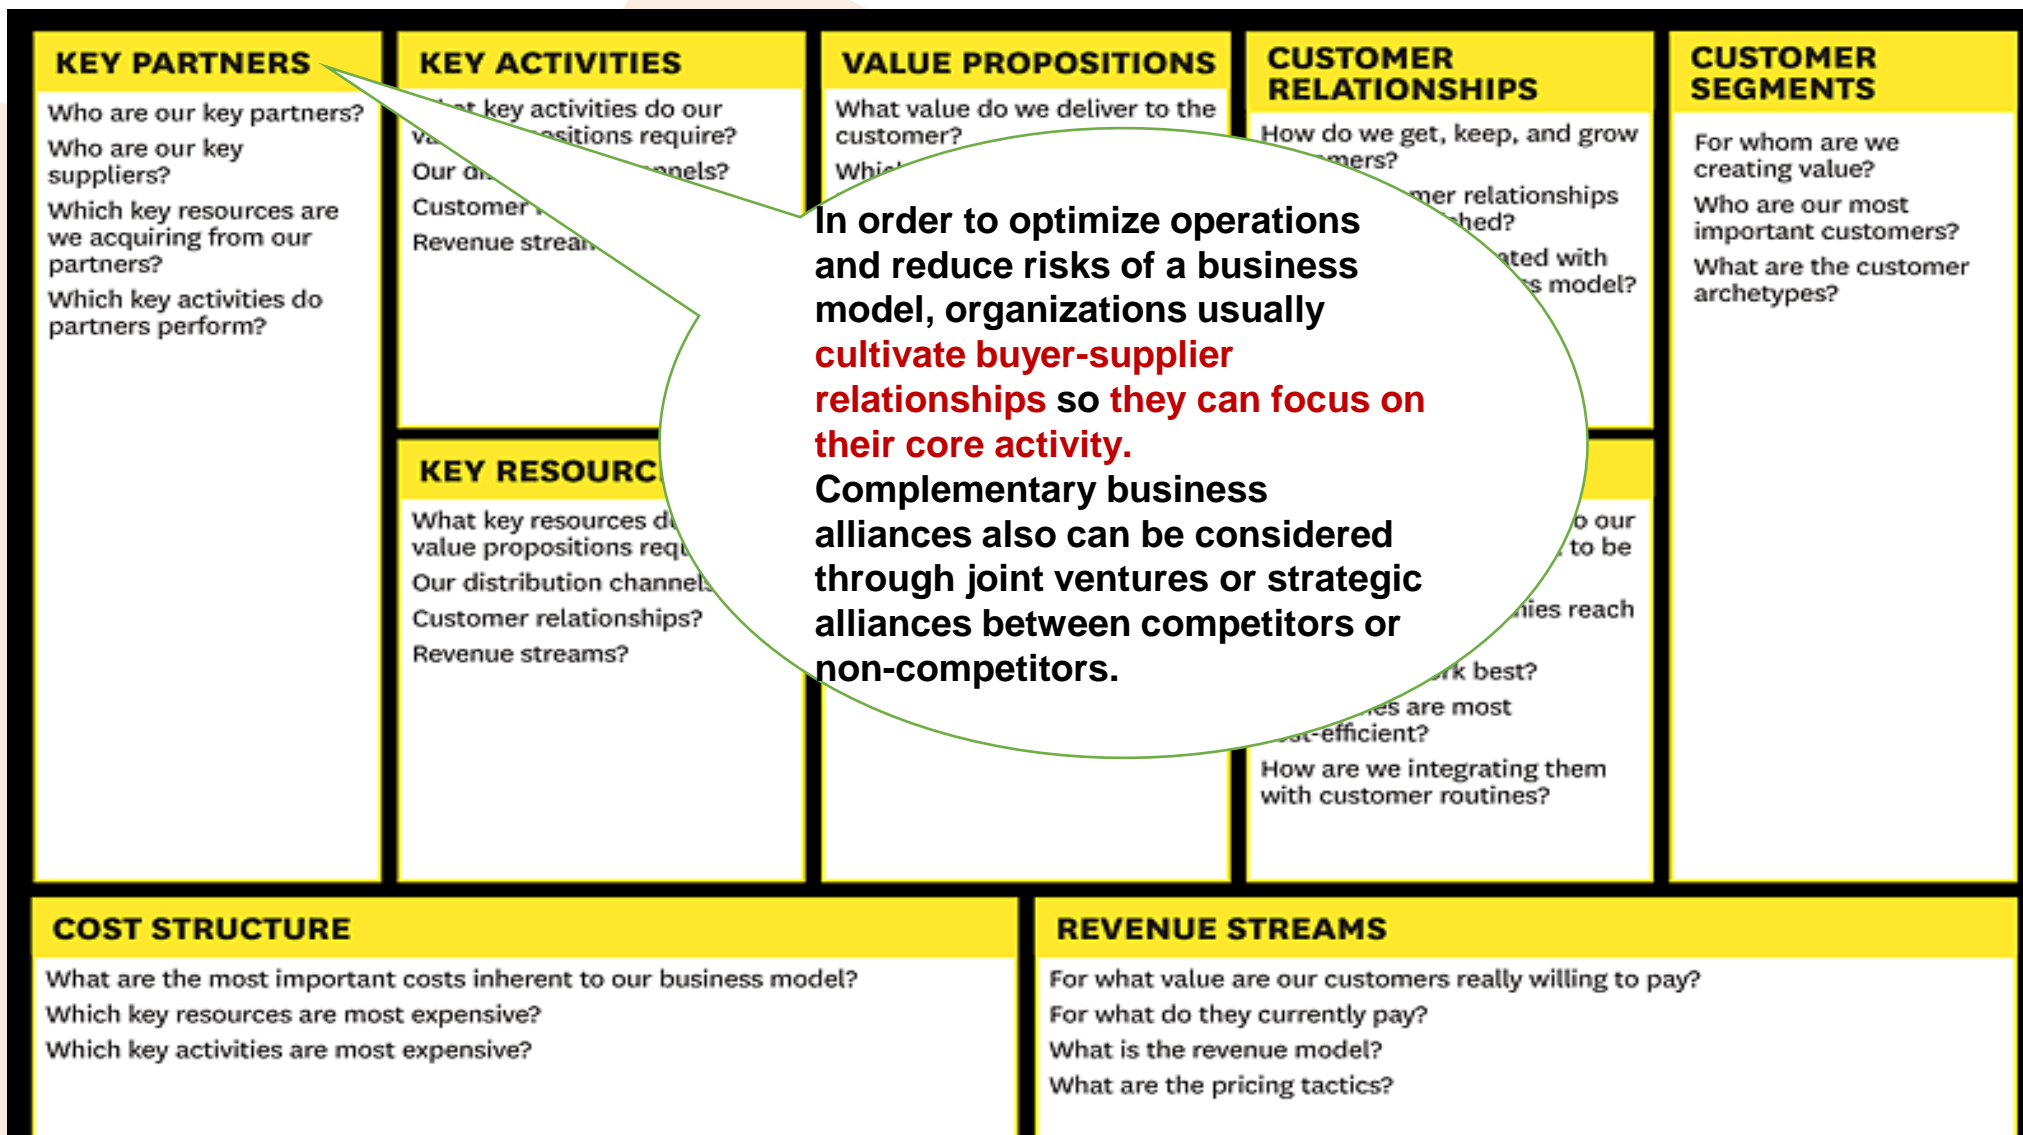 KEY PARTNERS
Who are our key partners?
Who are our key
suppliers?
Which key resources are
we acquiring from our
partners?
Which key activities do
partners perform?
KEY ACTIVITIES
key activities do our
require?
Our
Customer
Revenue
KEY
What key resources
value propositions
Our distribution
Customer relationships?
Revenue streams?
VALUE PROPOSITIONS
What value do we deliver to the
customer?
In order to optimize operations
and reduce risks of a business
model, organizations usually
cultivate buyer-supplier
relationships so they can focus on
their core activity.
Complementary business
alliances also can be considered
through joint ventures or strategic
alliances between competitors or
non-competitors.
CUSTOMER
RELATIONSHIPS
How do we get, keep, and grow
relationships
with
model?
our
to be
reach
best?
are most
How are we integrating them
with customer routines?
CUSTOMER
SEGMENTS
For whom are we
creating value?
Who are our most
important customers?
What are the customer
archetypes?
COST STRUCTURE
What are the most important costs inherent to our business model?
Which key resources are most expensive?
Which key activities are most expensive?
REVENUE STREAMS
For what value are our customers really willing to pay?
For what do they currently pay?
What is the revenue model?
What are the pricing tactics?